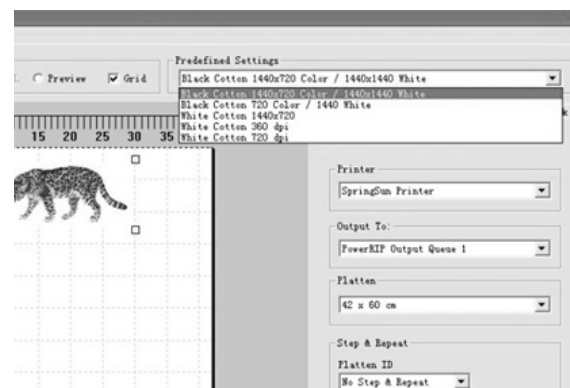 Predefined Settings
Preview
Grid
Black Cotton 1440x720 Color / 1440x1440 White
Black Cotton 1440x720 Color / 1440x1440 White
Black Cotton 720 Color / 1440 White
White Cotton 1440x720
White Cotton 360 dpi
White Cotton 720 dpi
15 20 25 30 35
Printer
SpringSun Printer
Output To:
PowerRIP Output Queue 1
Platten
42 x 60 cm
Step & Repeat
Platten ID
No Step & Repeat